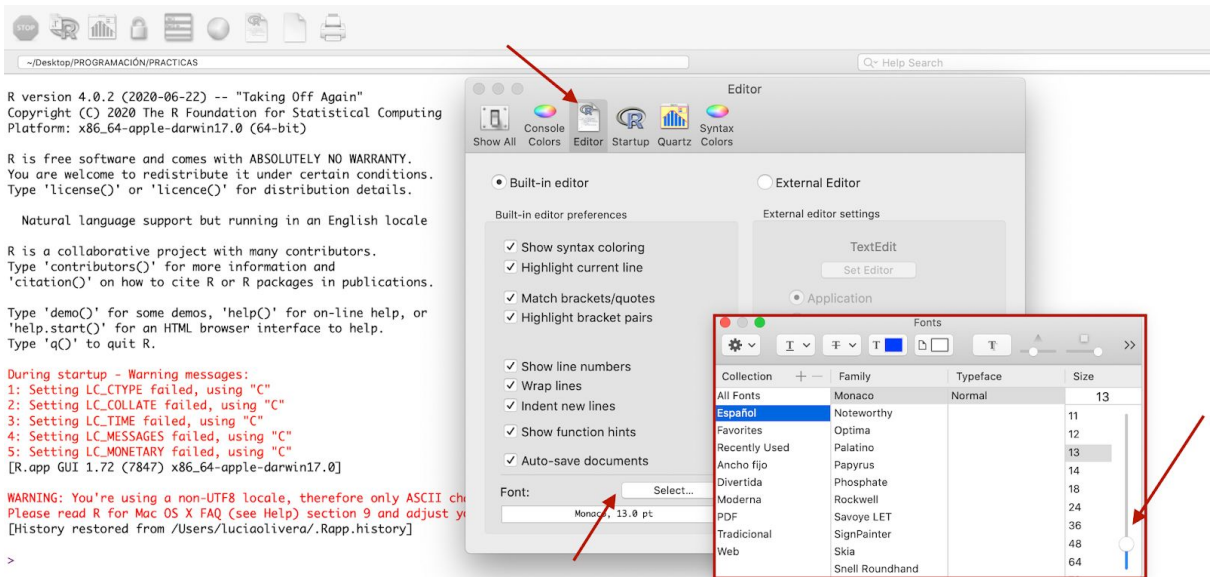 STOP
~/Desktop/PROGRAMACIÓN/PRACTICAS
Help Search
R version 4.0.2 (2020-06-22) -- "Taking Off Again"
Copyright (C) 2020 The R Foundation for Statistical Computing
Platform: x86_64-apple-darwin17.0 (64-bit)
R is free software and comes with ABSOLUTELY NO WARRANTY.
You are welcome to redistribute it under certain conditions.
Type 'license()' or 'licence()' for distribution details.
Natural language support but running in an English locale
R is a collaborative project with many contributors.
Type 'contributors()' for more information and
'citation()' on how to cite R or R packages in publications.
Type 'demo()' for some demos, 'help()' for on-line help, or
'help.start()' for an HTML browser interface to help.
Type 'q()' to quit R.
During startup - Warning messages:
1: Setting LC_CTYPE failed, using "C"
2: Setting LC_COLLATE failed, using "C"
3: Setting LC_TIME failed, using "C"
4: Setting LC_MESSAGES failed, using "C"
5: Setting LC_MONETARY failed, using "C"
[R.app GUI 1.72 (7847) x86_64-apple-darwin17.0]
WARNING: You're using a non-UTF8 locale, therefore only ASCII
Please read R for Mac OS X FAQ (see Help) section 9 and adjust
[History restored from /Users/luciaolivera/.Rapp.history]
>
Editor
Show All Console Colors Editor Startup Quartz Syntax Colors
Built-in editor
External Editor
Built-in editor preferences
External editor settings
Show syntax coloring
Highlight current line
Match brackets/quotes
Highlight bracket pairs
Show line numbers
Wrap lines
Indent new lines
Show function hints
Auto-save documents
Font:
Select...
Monaco, 13.0 pt
TextEdit
Set Editor
Application
Fonts
Collection + − Family Typeface Size
All Fonts
Español
Favorites
Recently Used
Ancho fijo
Divertida
Moderna
PDF
Tradicional
Web
Monaco
Noteworthy
Optima
Palatino
Papyrus
Phosphate
Rockwell
Savoye LET
SignPainter
Skia
Snell Roundhand
Normal
13
11
12
13
14
18
24
36
48
64